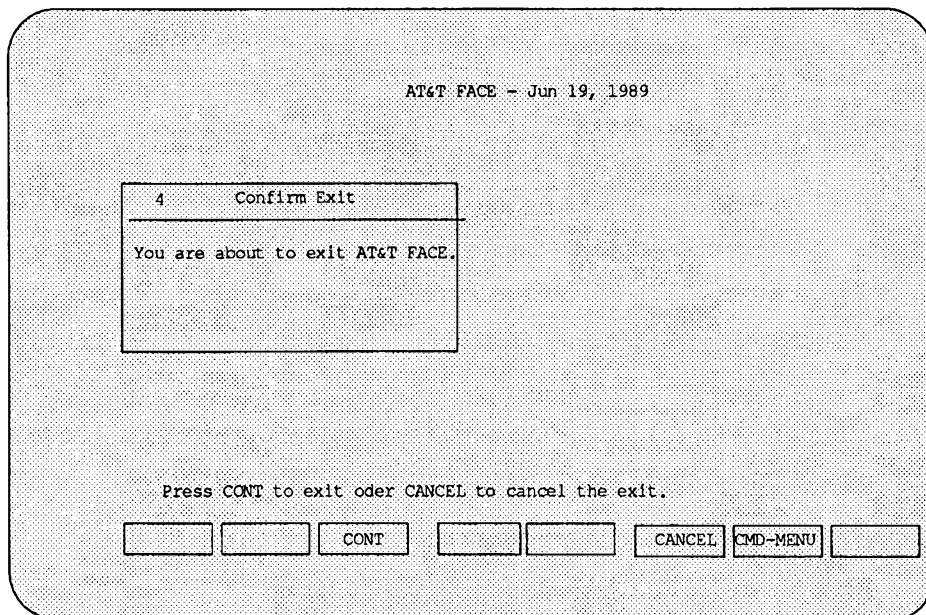 AT&T FACE - Jun 19, 1989
4 Confirm Exit
You are about to exit AT&T FACE.
Press CONT to exit oder CANCEL to cancel the exit.
CONT CANCEL CMD-MENU